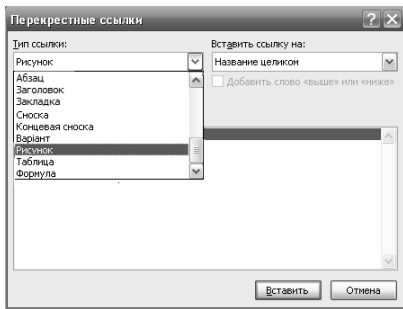 Перекрестные ссылки
Тип ссылки:
Вставить ссылку на:
Рисунок
Название целиком
Абзац
Заголовок
Закладка
Сноска
Концевая сноска
Варіант
Рисунок
Таблица
Формула
Добавить слово «выше» или «ниже»
Вставить
Отмена